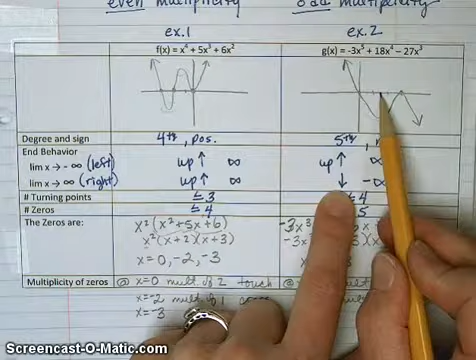 even multiplicity odd multiplicity
ex.1 ex.2
f(x) = x⁴ + 5x³ + 6x² g(x) = -3x⁵ + 18x⁴ − 27x³
Degree and sign 4th, pos. 5th,
End Behavior
lim x → - ∞ (left) up ↑ ∞ up ↑ ∞
lim x → ∞ (right) up ↑ ∞ ↓ -∞
# Turning points ≤ 3 ≤ 4
# Zeros ≤ 4 5
The Zeros are: x²(x²+5x+6) -3x³
x²(x+2)(x+3) -3x
x=0,-2,-3
Multiplicity of zeros @ x=0 mult of 2 touch @
x=-2 mult of 1
x=-3
Screencast-O-Matic.com